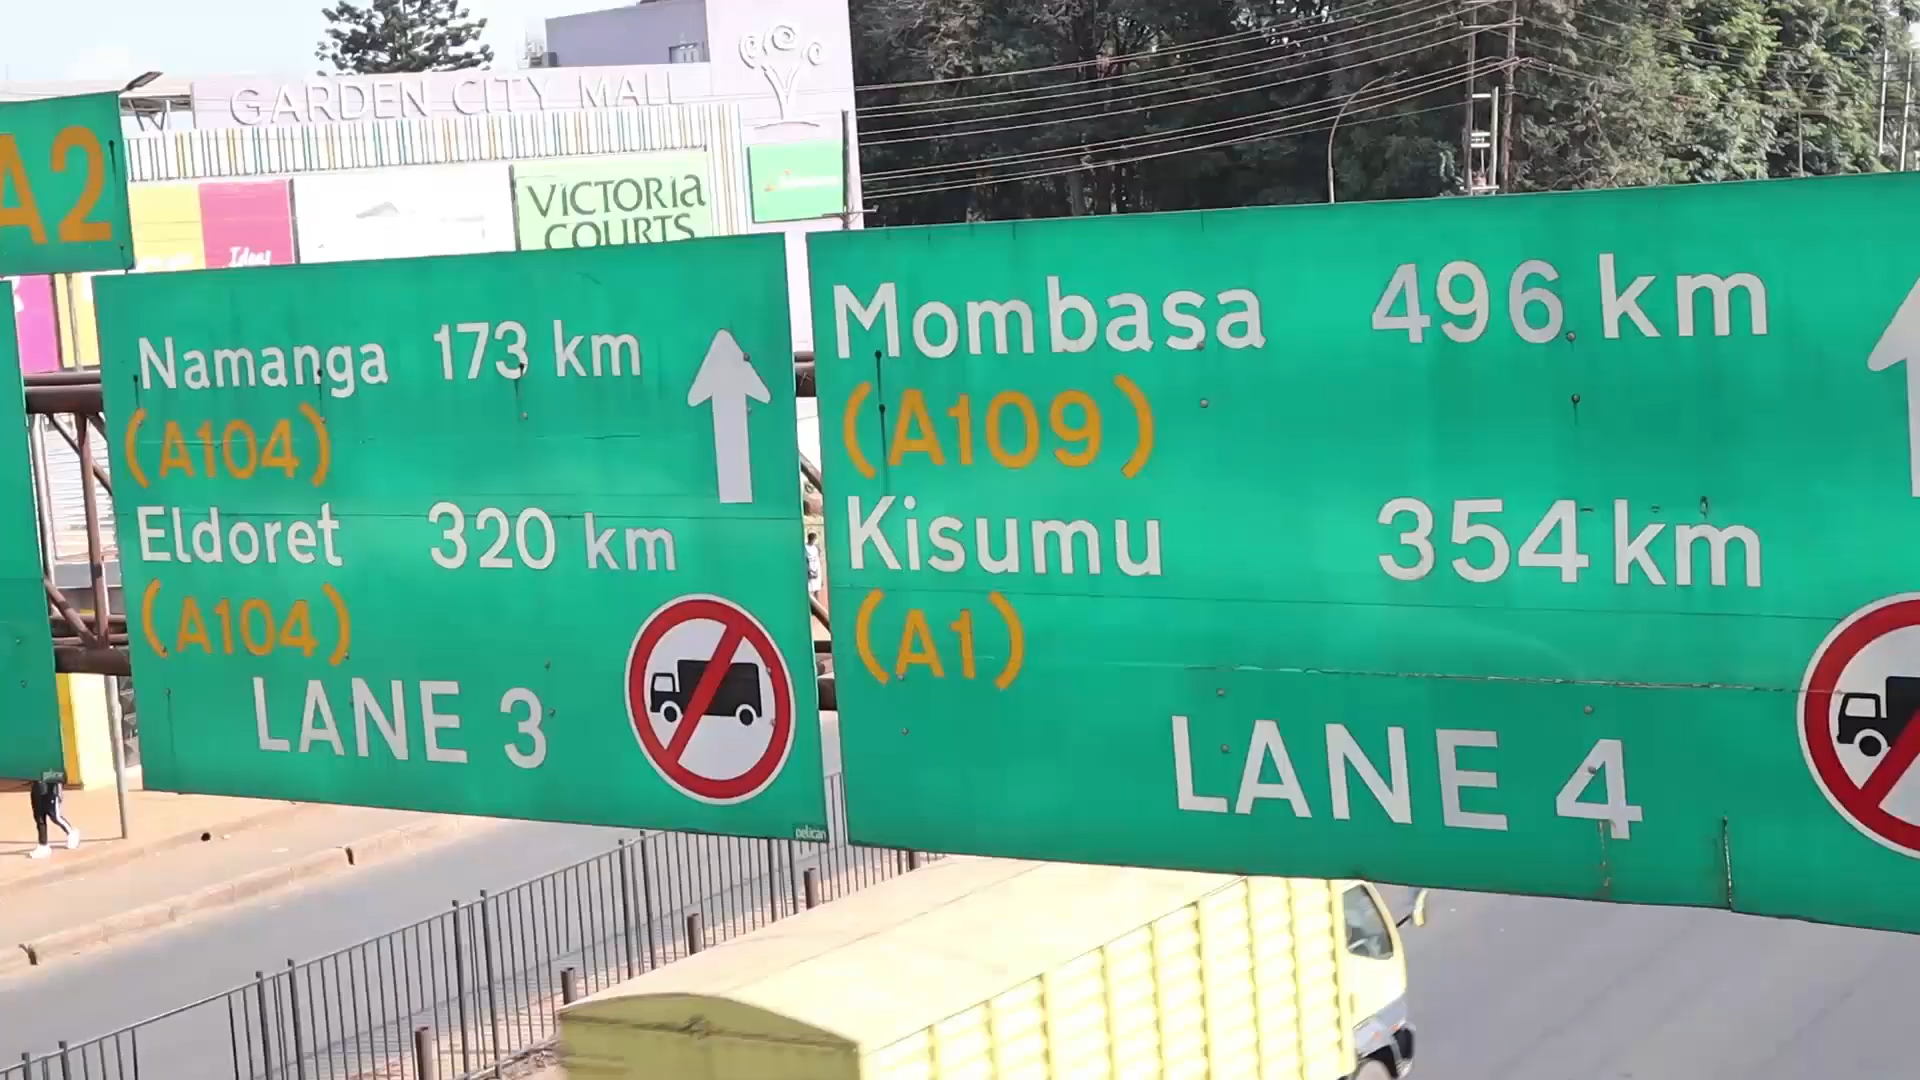 GARDEN CITY MALL
A2
VICTORIA
COURTS
Ideal
Namanga 173 km
(A104)
Eldoret 320 km
(A104)
LANE 3
pelican
Mombasa 496 km
(A109)
Kisumu 354 km
(A1)
LANE 4